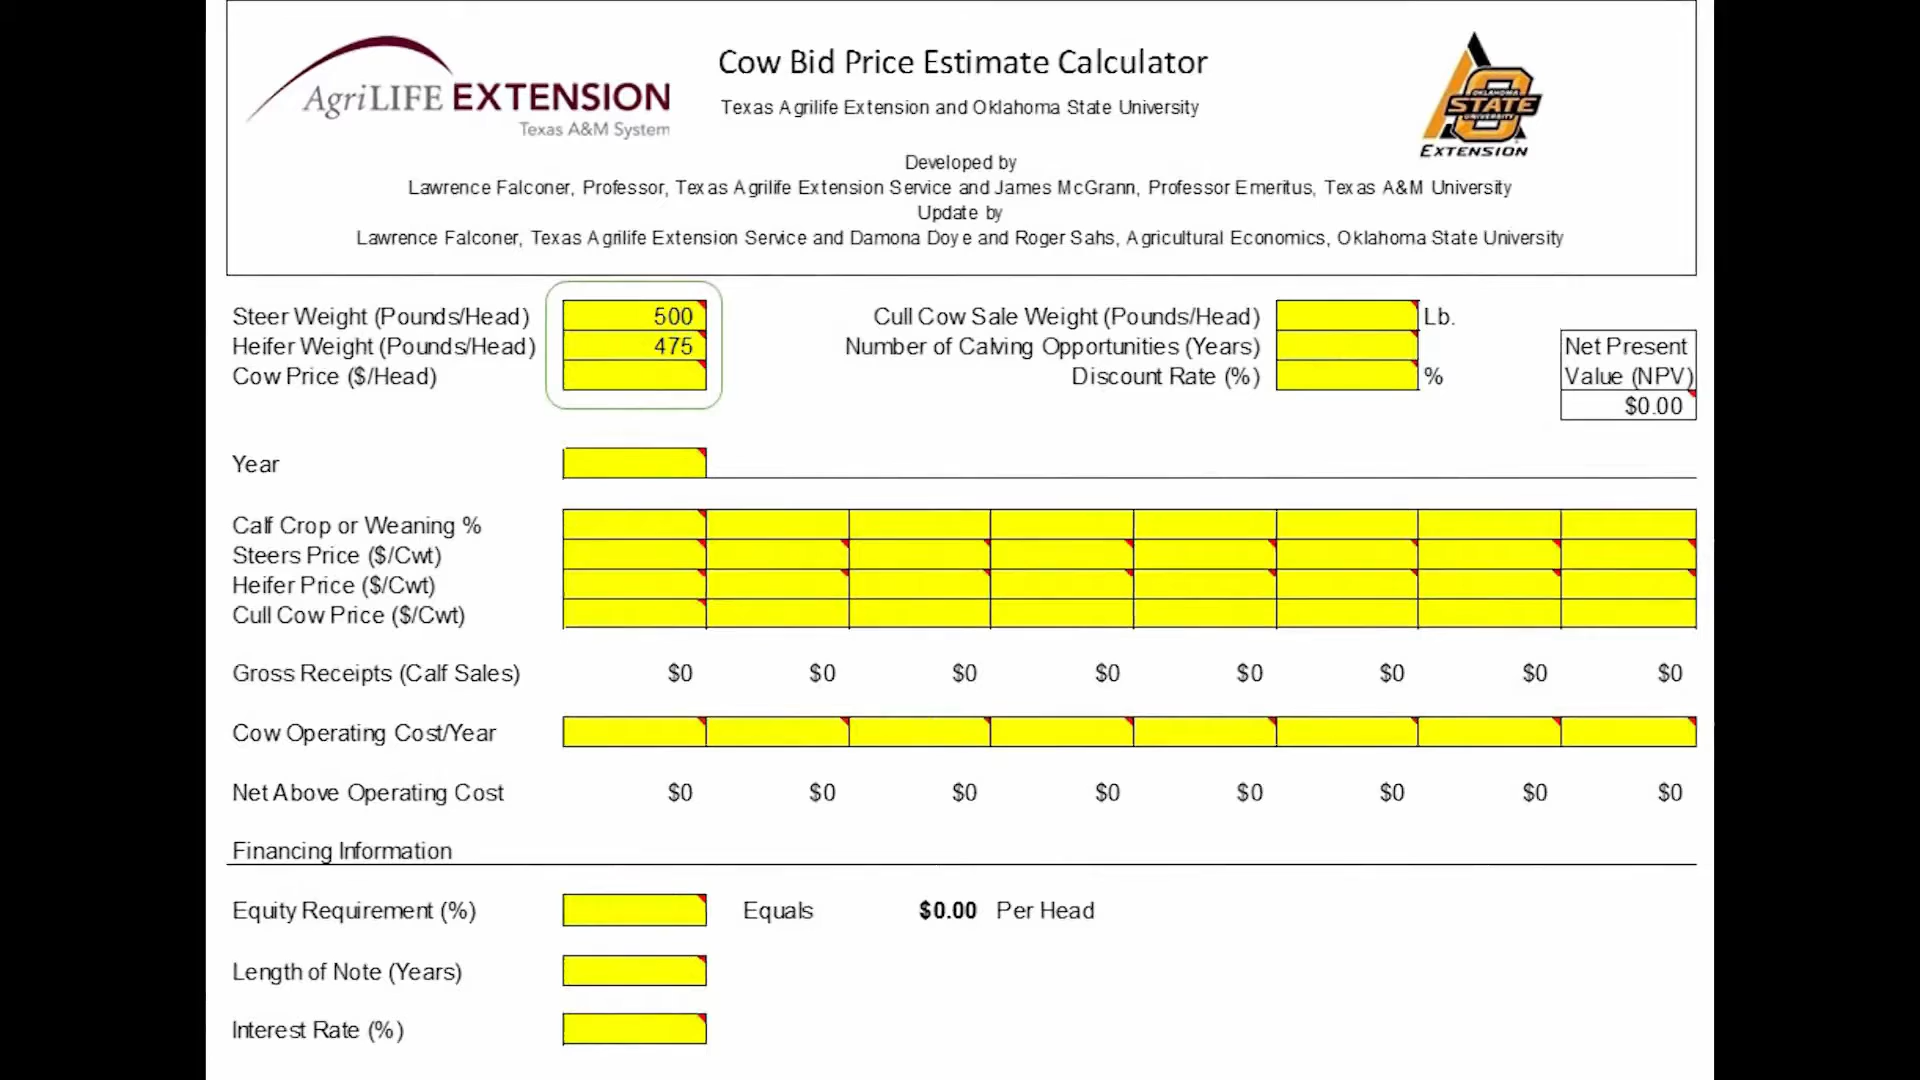 AgriLIFE EXTENSION
Texas A&M System
Cow Bid Price Estimate Calculator
Texas Agrilife Extension and Oklahoma State University
OKLAHOMA
STATE
UNIVERSITY
EXTENSION
Developed by
Lawrence Falconer, Professor, Texas Agrilife Extension Service and James McGrann, Professor Emeritus, Texas A&M University
Update by
Lawrence Falconer, Texas Agrilife Extension Service and Damona Doye and Roger Sahs, Agricultural Economics, Oklahoma State University
Steer Weight (Pounds/Head) 500 Cull Cow Sale Weight (Pounds/Head) Lb.
Heifer Weight (Pounds/Head) 475 Number of Calving Opportunities (Years) Net Present
Cow Price ($/Head) Discount Rate (%) % Value (NPV)
$0.00
Year
Calf Crop or Weaning %
Steers Price ($/Cwt)
Heifer Price ($/Cwt)
Cull Cow Price ($/Cwt)
Gross Receipts (Calf Sales) $0 $0 $0 $0 $0 $0 $0 $0
Cow Operating Cost/Year
Net Above Operating Cost $0 $0 $0 $0 $0 $0 $0 $0
Financing Information
Equity Requirement (%) Equals $0.00 Per Head
Length of Note (Years)
Interest Rate (%)